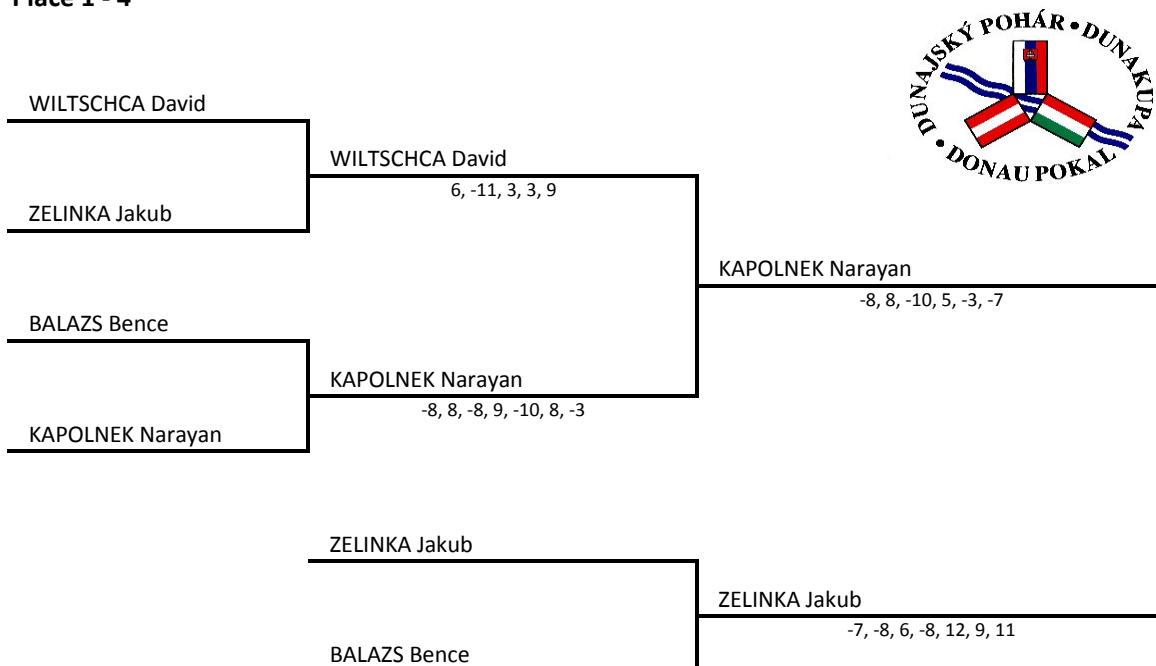 Place 1 - 4
DUNAJSKÝ POHÁR • DUNA KUPA • DONAU POKAL
WILTSCHCA David
WILTSCHCA David
6, -11, 3, 3, 9
ZELINKA Jakub
KAPOLNEK Narayan
-8, 8, -10, 5, -3, -7
BALAZS Bence
KAPOLNEK Narayan
-8, 8, -8, 9, -10, 8, -3
KAPOLNEK Narayan
ZELINKA Jakub
ZELINKA Jakub
-7, -8, 6, -8, 12, 9, 11
BALAZS Bence